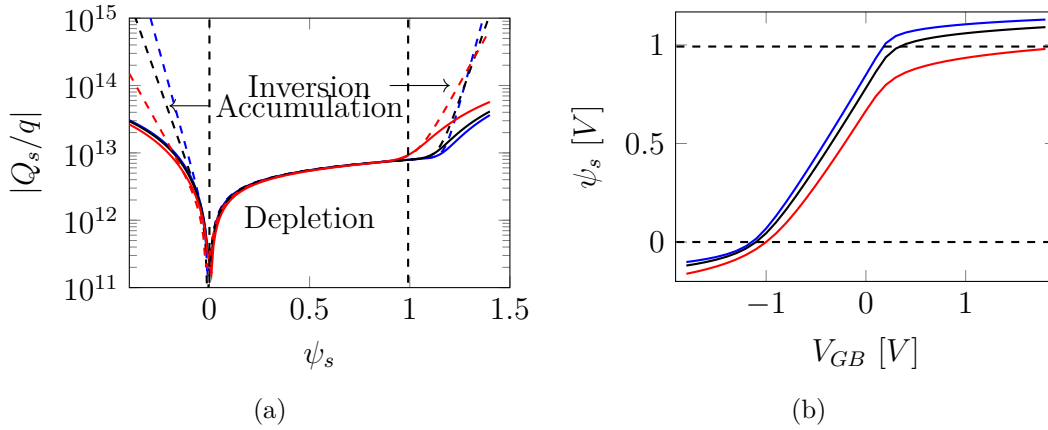 10^15
10^14
10^13
10^12
10^11
|Q_s/q|
Inversion
Accumulation
Depletion
0 0.5 1 1.5
ψ_s
(a)
1
0.5
0
ψ_s [V]
−1 0 1
V_GB [V]
(b)